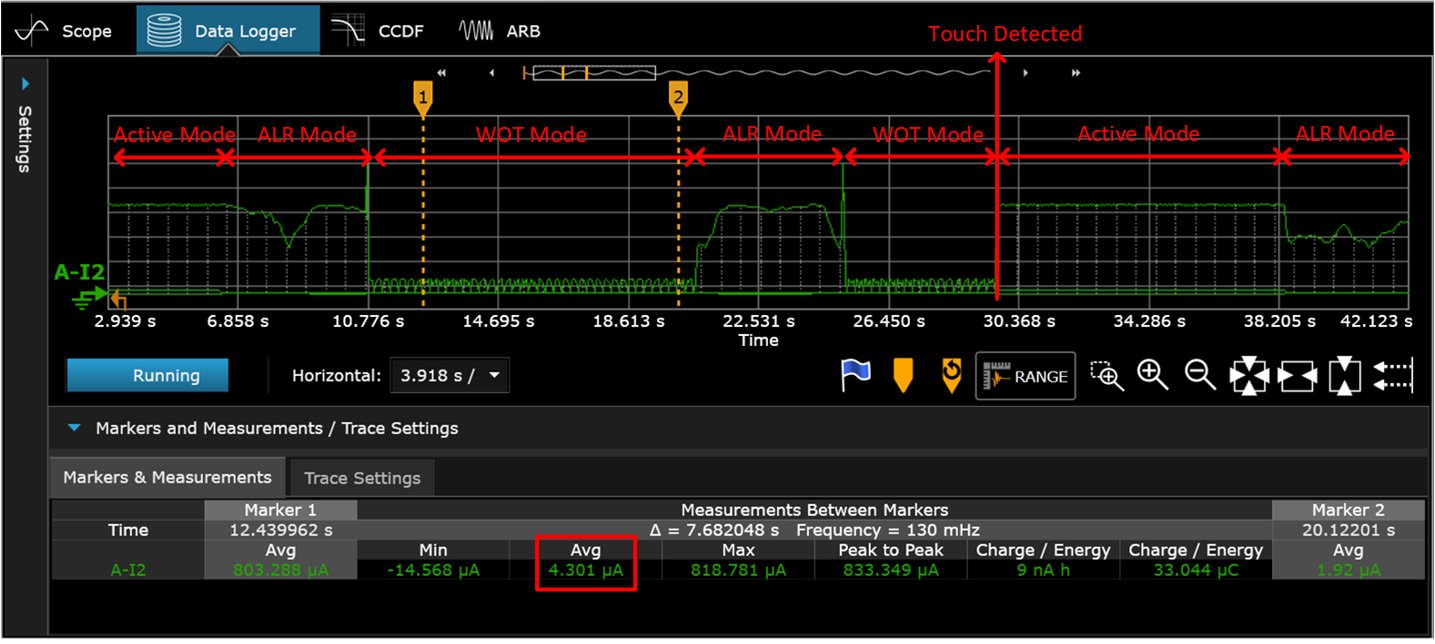 Scope Data Logger CCDF ARB
Touch Detected
Settings
1 2
Active Mode ALR Mode WOT Mode ALR Mode WOT Mode Active Mode ALR Mode
A-I2
2.939 s 6.858 s 10.776 s 14.695 s 18.613 s 22.531 s 26.450 s 30.368 s 34.286 s 38.205 s 42.123 s
Time
Running Horizontal: 3.918 s / RANGE
Markers and Measurements / Trace Settings
Markers & Measurements Trace Settings
Marker 1 Measurements Between Markers Marker 2
Time 12.439962 s Δ = 7.682048 s Frequency = 130 mHz 20.12201 s
Avg Min Avg Max Peak to Peak Charge / Energy Charge / Energy Avg
A-I2 803.288 µA -14.568 µA 4.301 µA 818.781 µA 833.349 µA 9 nA h 33.044 µC 1.92 µA